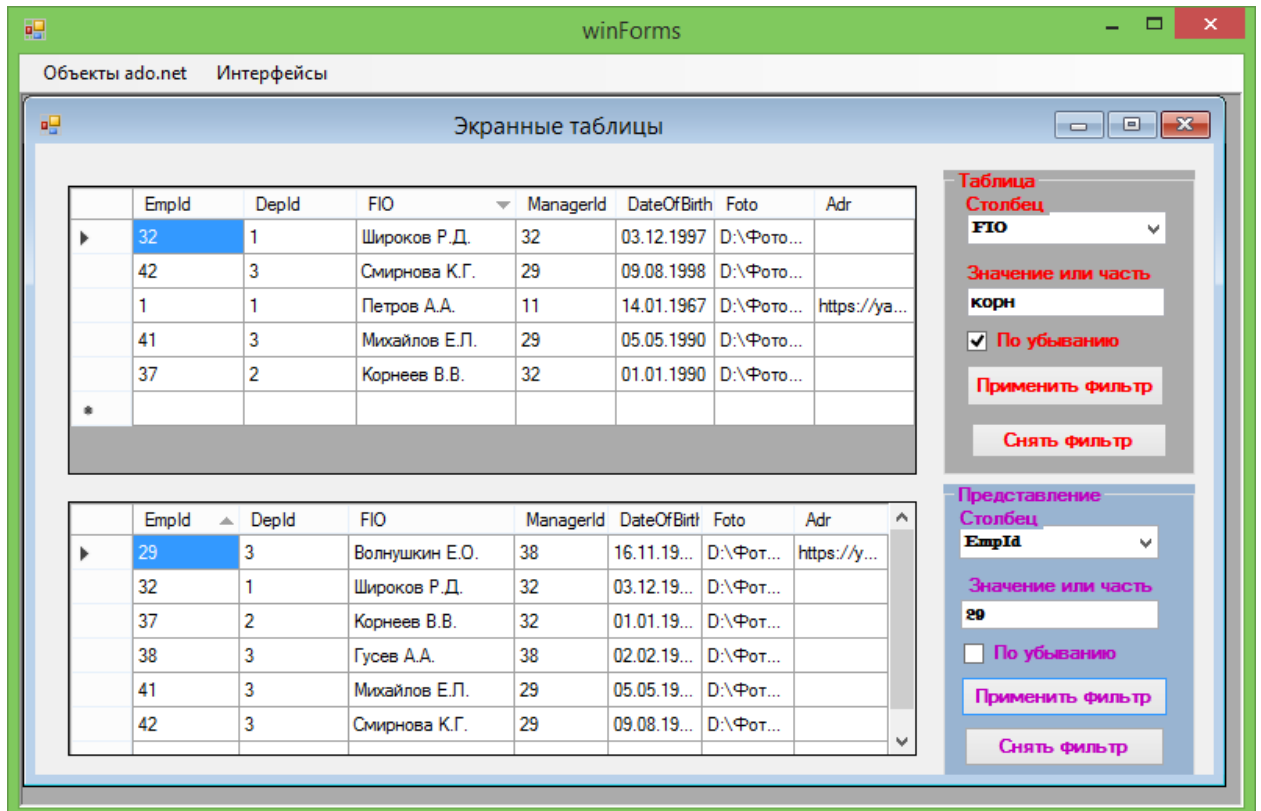 winForms
Объекты ado.net Интерфейсы
Экранные таблицы
EmpId DepId FIO ManagerId DateOfBirth Foto Adr
32 1 Широков Р.Д. 32 03.12.1997 D:\Фото...
42 3 Смирнова К.Г. 29 09.08.1998 D:\Фото...
1 1 Петров А.А. 11 14.01.1967 D:\Фото... https://ya...
41 3 Михайлов Е.Л. 29 05.05.1990 D:\Фото...
37 2 Корнеев В.В. 32 01.01.1990 D:\Фото...
Таблица
Столбец
FIO
Значение или часть
корн
По убыванию
Применить фильтр
Снять фильтр
EmpId DepId FIO ManagerId DateOfBirth Foto Adr
29 3 Волнушкин Е.О. 38 16.11.19... D:\Фот... https://y...
32 1 Широков Р.Д. 32 03.12.19... D:\Фот...
37 2 Корнеев В.В. 32 01.01.19... D:\Фот...
38 3 Гусев А.А. 38 02.02.19... D:\Фот...
41 3 Михайлов Е.Л. 29 05.05.19... D:\Фот...
42 3 Смирнова К.Г. 29 09.08.19... D:\Фот...
Представление
Столбец
EmpId
Значение или часть
29
По убыванию
Применить фильтр
Снять фильтр